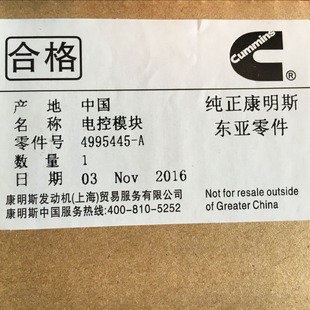 合格
Cummins
®
产 地 中国
名 称 电控模块
零件号 4995445-A
数 量 1
日 期 03 Nov 2016
纯正康明斯
东亚零件
康明斯发动机(上海)贸易服务有限公司
康明斯中国服务热线:400-810-5252
Not for resale outside
of Greater China